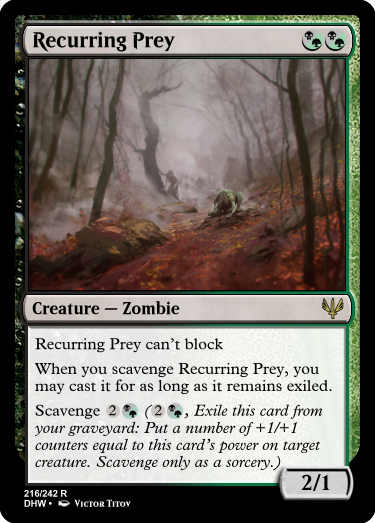 Recurring Prey
Creature — Zombie
Recurring Prey can't block
When you scavenge Recurring Prey, you
may cast it for as long as it remains exiled.
Scavenge 2 (2, Exile this card from
your graveyard: Put a number of +1/+1
counters equal to this card's power on target
creature. Scavenge only as a sorcery.)
2/1
216/242 R
DHW • Victor Titov